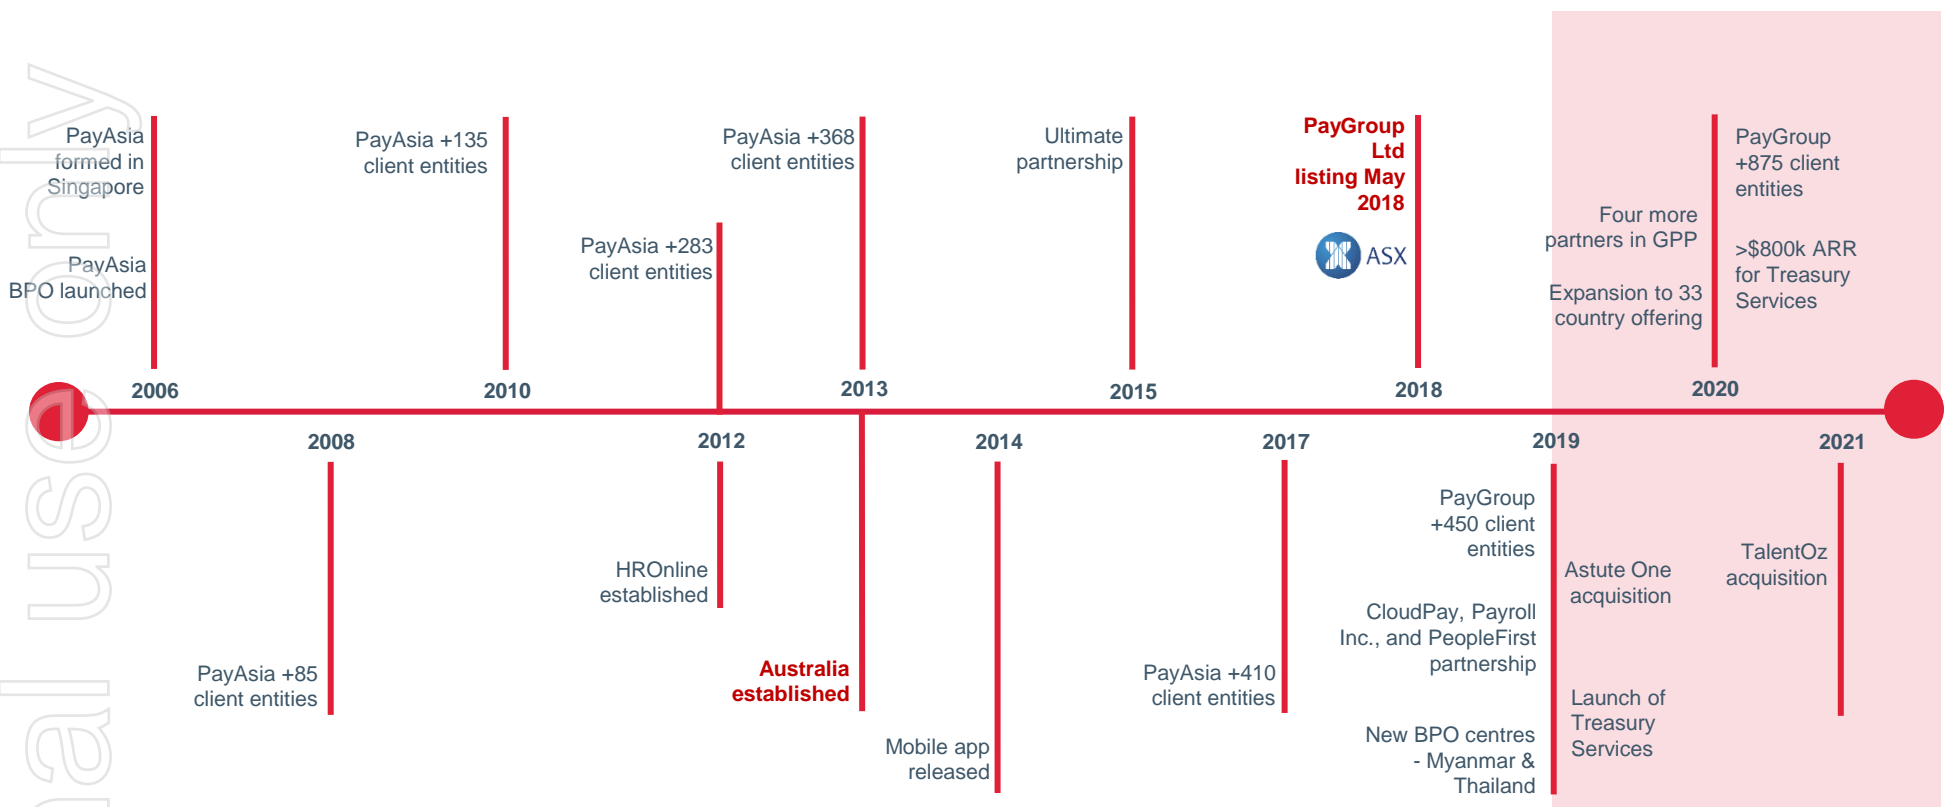 PayAsia
formed in
Singapore
PayAsia
BPO launched
PayAsia +135
client entities
PayAsia +283
client entities
PayAsia +368
client entities
Ultimate
partnership
PayGroup
Ltd
listing May
2018
ASX
Four more
partners in GPP
Expansion to 33
country offering
PayGroup
+875 client
entities
>$800k ARR
for Treasury
Services
2006
2010
2013
2015
2018
2020
2008
2012
2014
2017
2019
2021
PayAsia +85
client entities
HROnline
established
Australia
established
Mobile app
released
PayAsia +410
client entities
PayGroup
+450 client
entities
CloudPay, Payroll
Inc., and PeopleFirst
partnership
New BPO centres
- Myanmar &
Thailand
Astute One
acquisition
Launch of
Treasury
Services
TalentOz
acquisition
use only